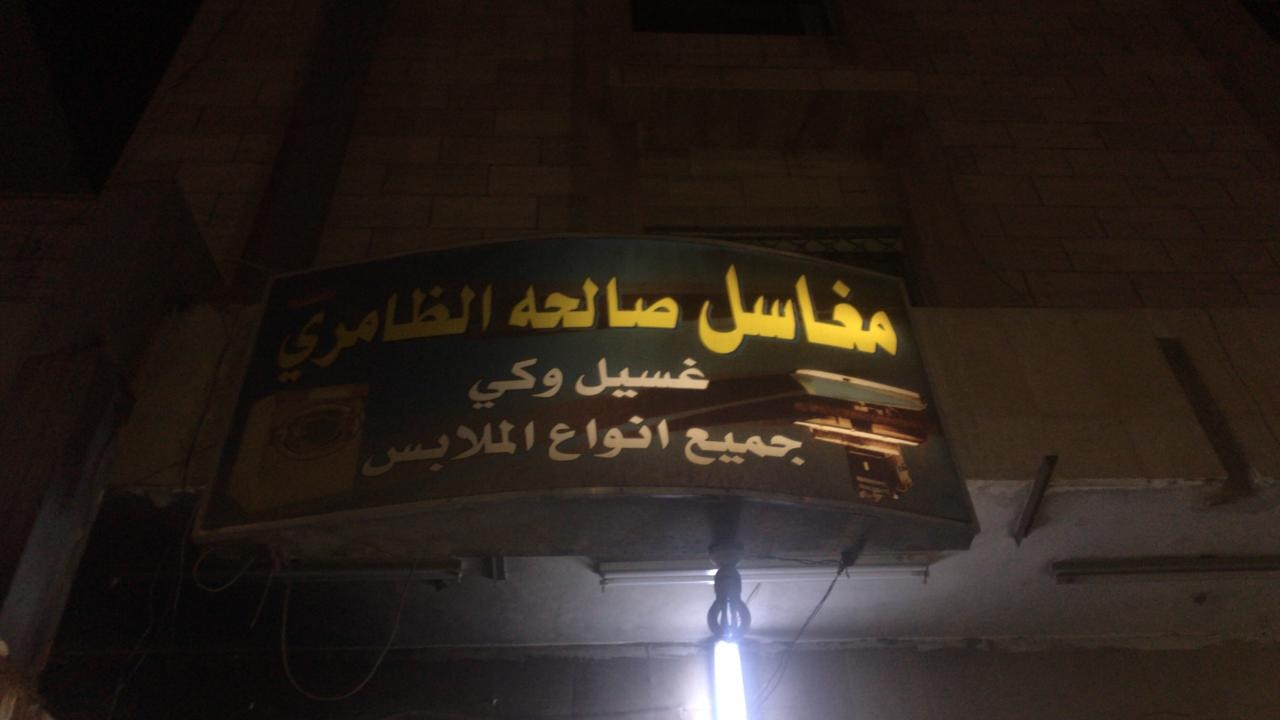 مغاسل صالحه الظامري
غسيل وكي
جميع انواع الملابس